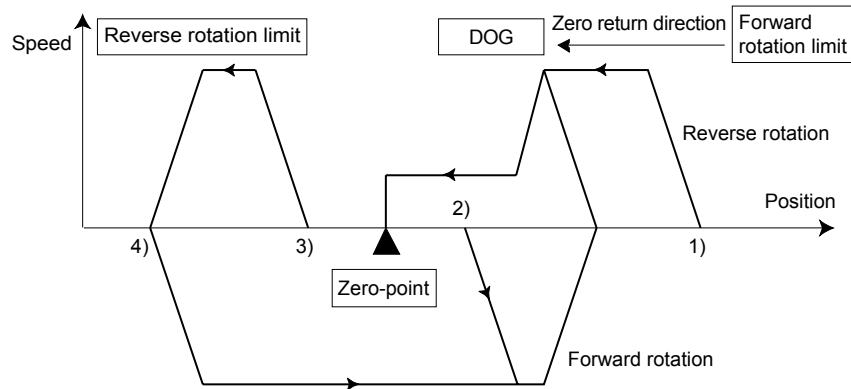 Speed
Reverse rotation limit
DOG
Zero return direction
Forward
rotation limit
Reverse rotation
Position
2)
4)
3)
1)
Zero-point
Forward rotation